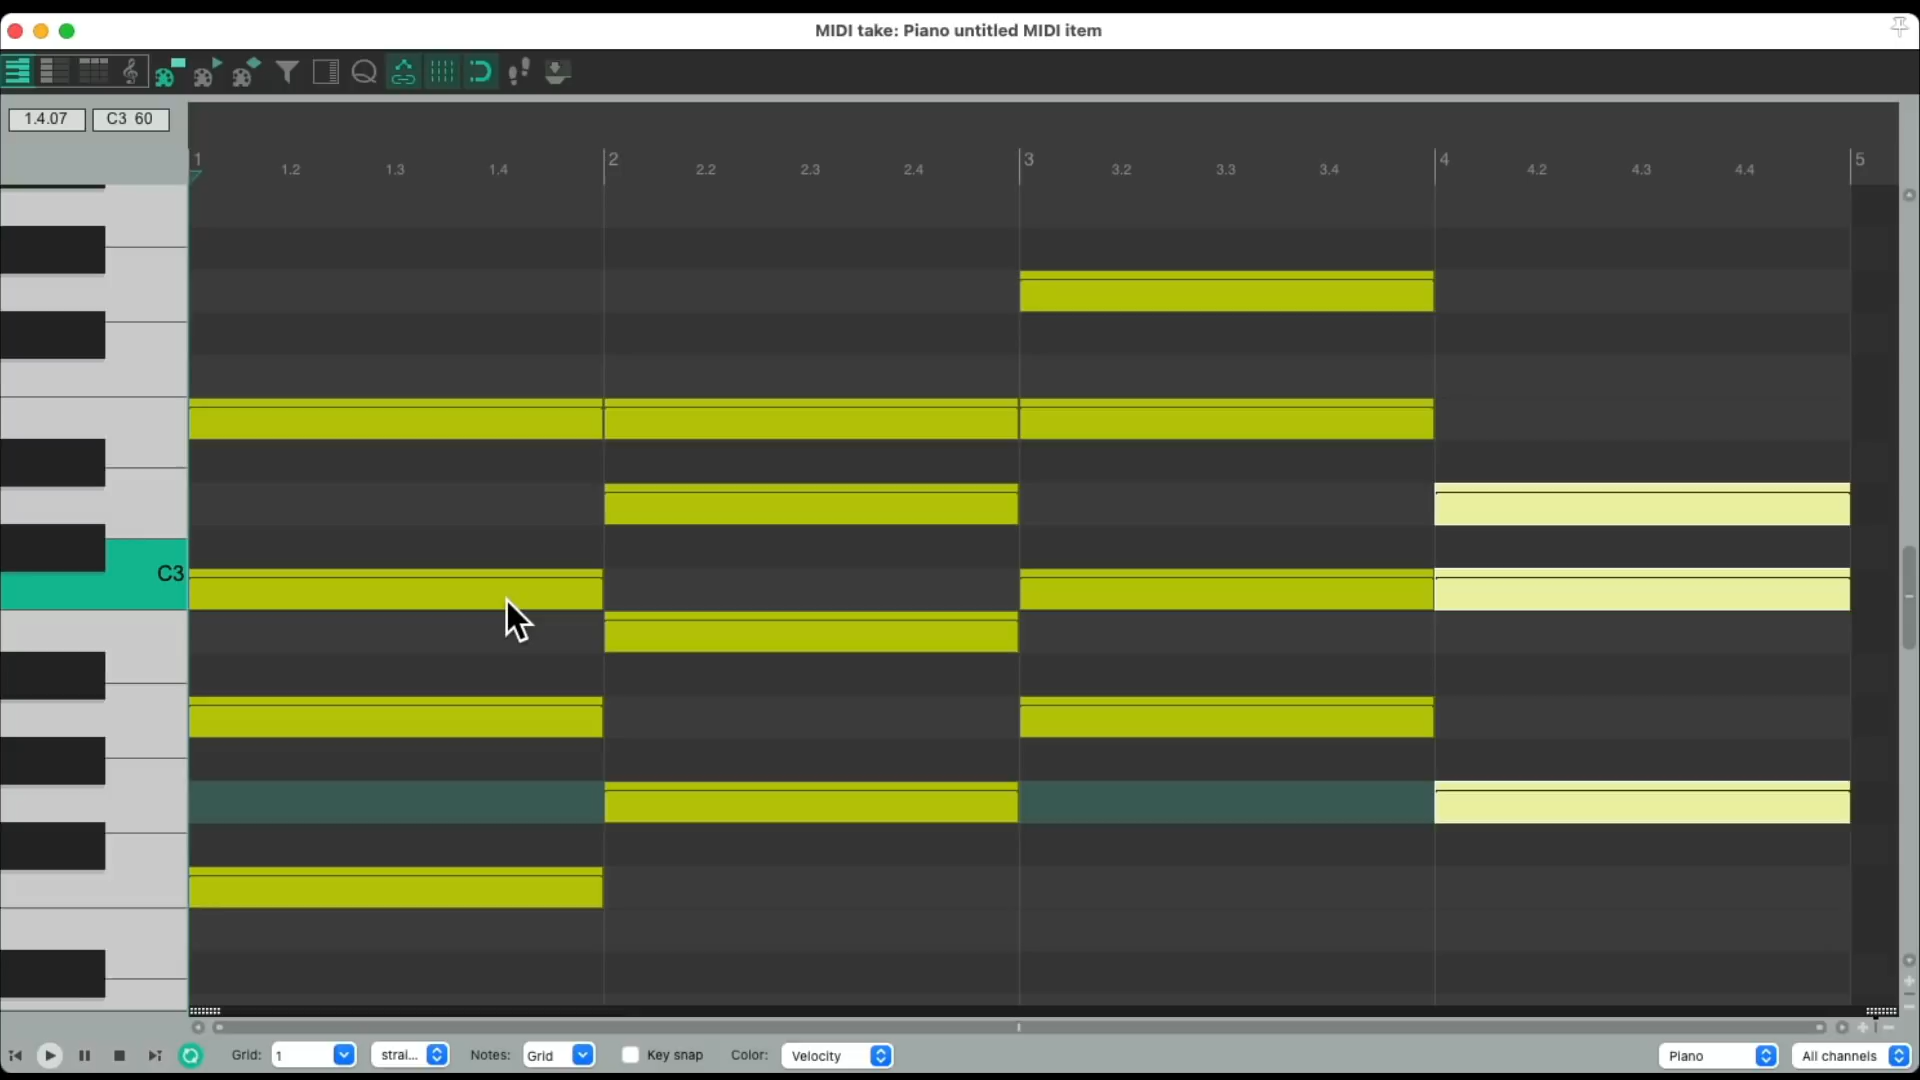 MIDI take: Piano untitled MIDI item
1.4.07 C3 60
1 1.2 1.3 1.4 2 2.2 2.3 2.4 3 3.2 3.3 3.4 4 4.2 4.3 4.4 5
C3
Grid: 1 strai... Notes: Grid Key snap Color: Velocity Piano All channels